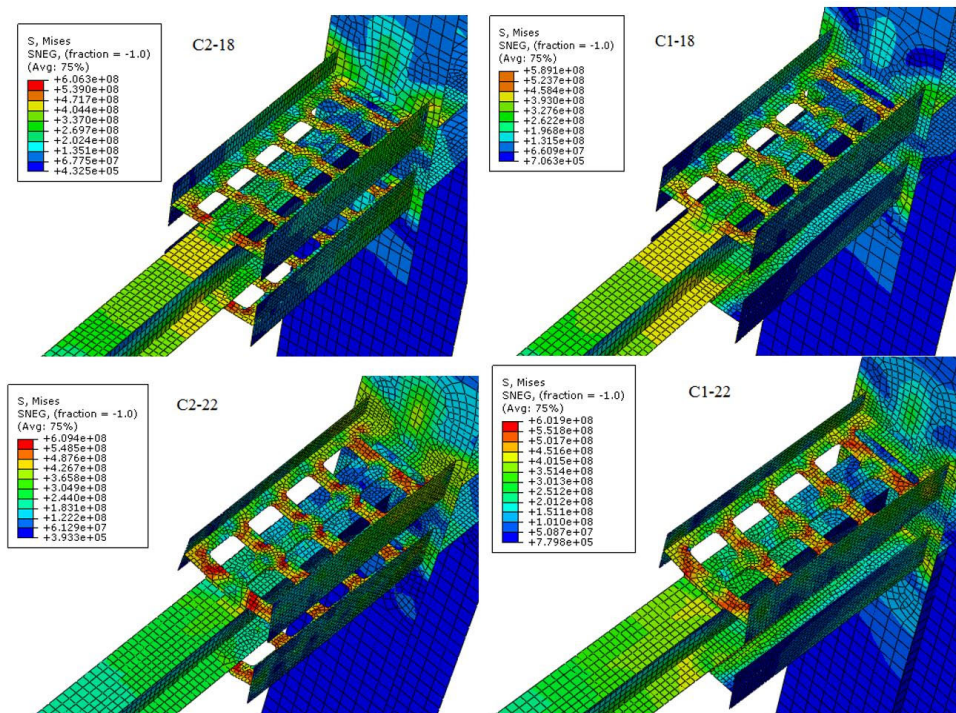 S, Mises
SNEG, (fraction = -1.0)
(Avg: 75%)
+6.063e+08
+5.390e+08
+4.717e+08
+4.044e+08
+3.370e+08
+2.697e+08
+2.024e+08
+1.351e+08
+6.775e+07
+4.325e+05
C2-18
S, Mises
SNEG, (fraction = -1.0)
(Avg: 75%)
+5.891e+08
+5.237e+08
+4.584e+08
+3.930e+08
+3.276e+08
+2.622e+08
+1.968e+08
+1.315e+08
+6.609e+07
+7.063e+05
C1-18
S, Mises
SNEG, (fraction = -1.0)
(Avg: 75%)
+6.094e+08
+5.485e+08
+4.876e+08
+4.267e+08
+3.658e+08
+3.049e+08
+2.440e+08
+1.831e+08
+1.222e+08
+6.129e+07
+3.933e+05
C2-22
S, Mises
SNEG, (fraction = -1.0)
(Avg: 75%)
+6.019e+08
+5.518e+08
+5.017e+08
+4.516e+08
+4.015e+08
+3.514e+08
+3.013e+08
+2.512e+08
+2.012e+08
+1.511e+08
+1.010e+08
+5.087e+07
+7.798e+05
C1-22